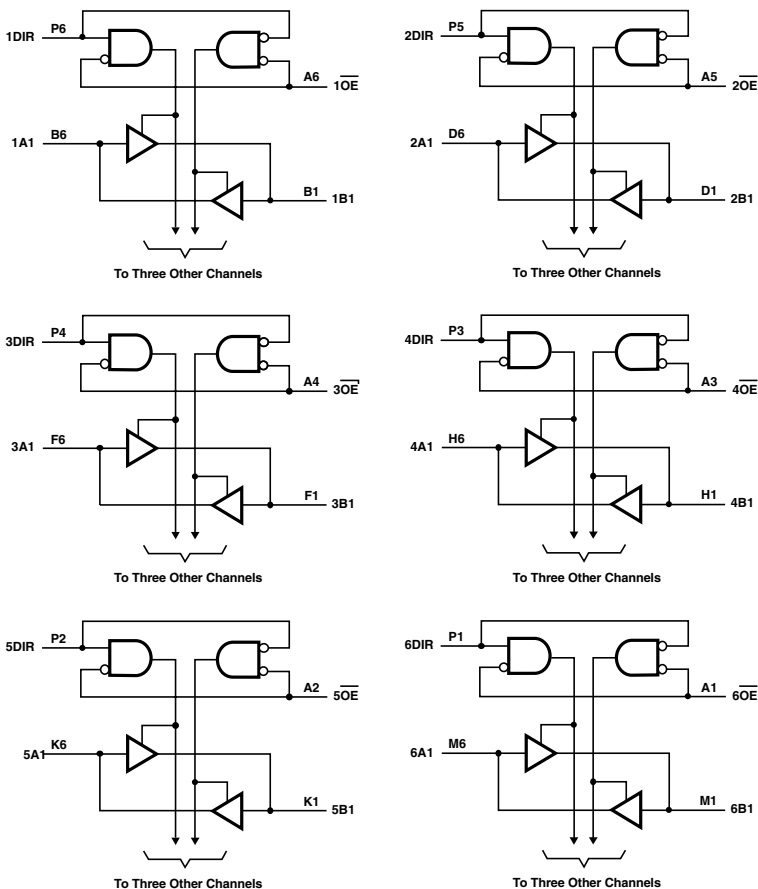 1DIR P6
A6 1OE
1A1 B6
B1 1B1
To Three Other Channels
2DIR P5
A5 2OE
2A1 D6
D1 2B1
To Three Other Channels
3DIR P4
A4 3OE
3A1 F6
F1 3B1
To Three Other Channels
4DIR P3
A3 4OE
4A1 H6
H1 4B1
To Three Other Channels
5DIR P2
A2 5OE
5A1 K6
K1 5B1
To Three Other Channels
6DIR P1
A1 6OE
6A1 M6
M1 6B1
To Three Other Channels